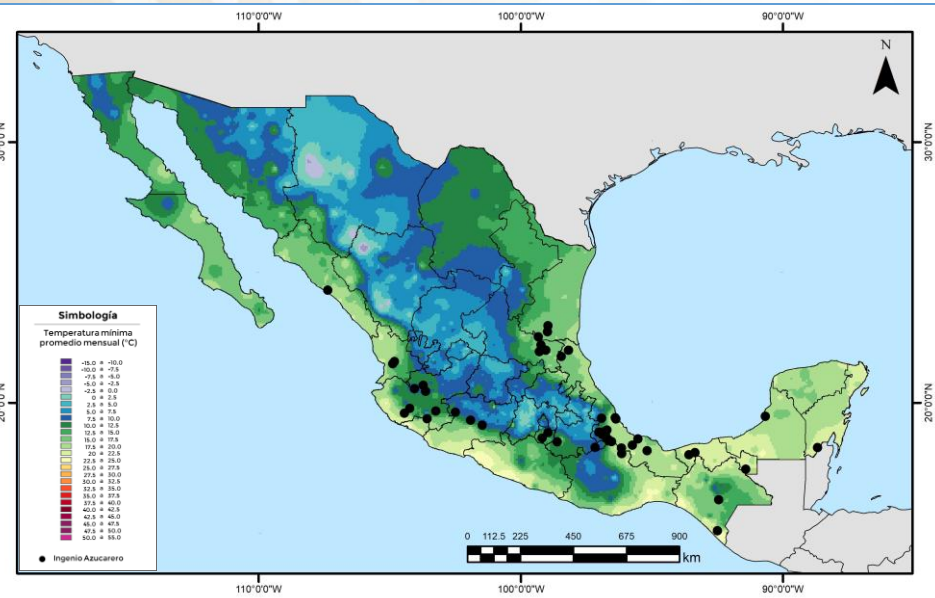 110°0'0"W 100°0'0"W 90°0'0"W
N
30°0'0"N 30°0'0"N
20°0'0"N 20°0'0"N
Simbología
Temperatura mínima
promedio mensual (°C)
-15.0 a -10.0
-10.0 a -7.5
-7.5 a -5.0
-5.0 a -2.5
-2.5 a 0.0
0 a 2.5
2.5 a 5.0
5.0 a 7.5
7.5 a 10.0
10.0 a 12.5
12.5 a 15.0
15.0 a 17.5
17.5 a 20.0
20 a 22.5
22.5 a 25.0
25.0 a 27.5
27.5 a 30.0
30.0 a 32.5
32.5 a 35.0
35.0 a 37.5
37.5 a 40.0
40.0 a 42.5
42.5 a 45.0
45.0 a 47.5
47.5 a 50.0
50.0 a 55.0
Ingenio Azucarero
0 112.5 225 450 675 900
km
110°0'0"W 100°0'0"W 90°0'0"W